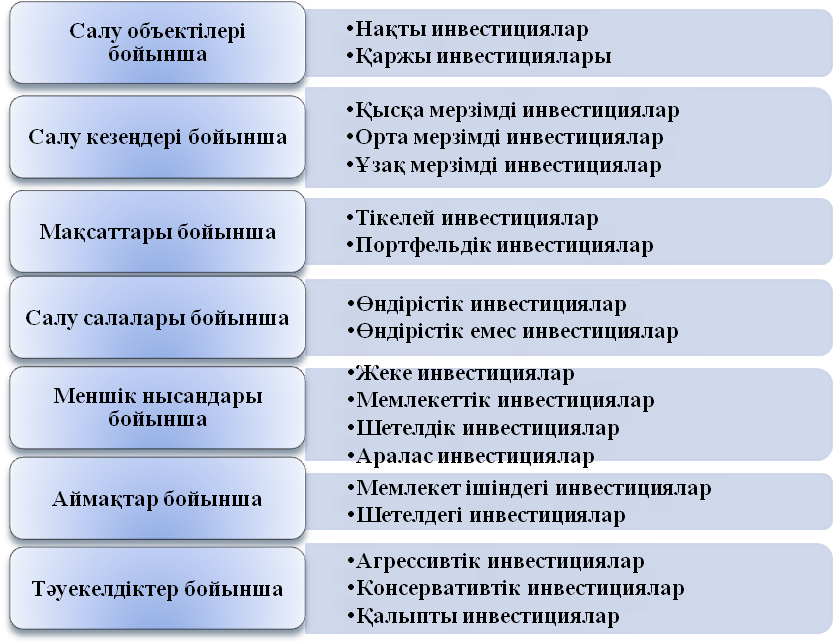 Салу объектілері
бойынша
•Нақты инвестициялар
•Қаржы инвестициялары
Салу кезеңдері бойынша
•Қысқа мерзімді инвестициялар
•Орта мерзімді инвестициялар
•Ұзақ мерзімді инвестициялар
Мақсаттары бойынша
•Тікелей инвестициялар
•Портфельдік инвестициялар
Салу салалары бойынша
•Өндірістік инвестициялар
•Өндірістік емес инвестициялар
Меншік нысандары
бойынша
•Жеке инвестициялар
•Мемлекеттік инвестициялар
•Шетелдік инвестициялар
•Аралас инвестициялар
Аймақтар бойынша
•Мемлекет ішіндегі инвестициялар
•Шетелдегі инвестициялар
Тәуекелдіктер бойынша
•Агрессивтік инвестициялар
•Консервативтік инвестициялар
•Қалыпты инвестициялар